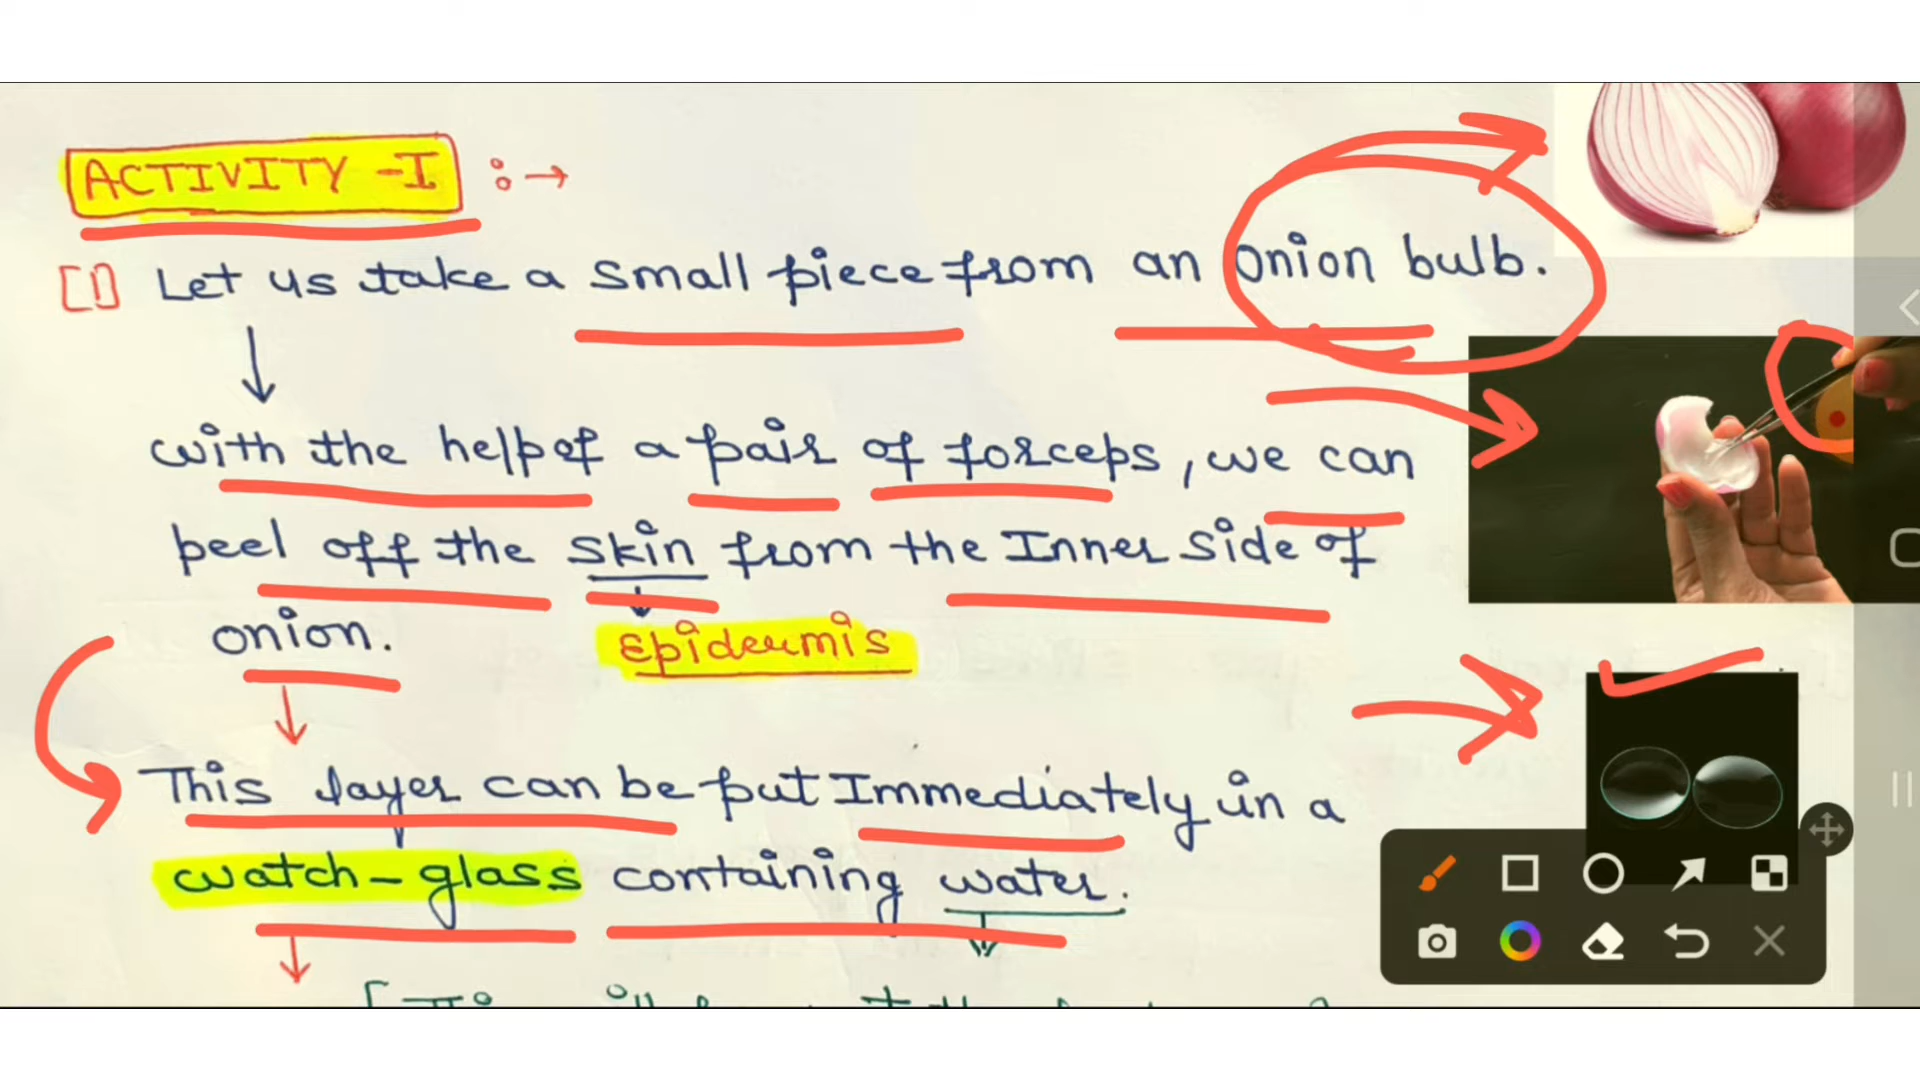 ACTIVITY -I :→
[1] Let us take a small piece from an onion bulb.
with the help of a pair of forceps, we can
peel off the skin from the Inner side of
onion.
Epidermis
This layer can be put Immediately in a
watch-glass containing water.